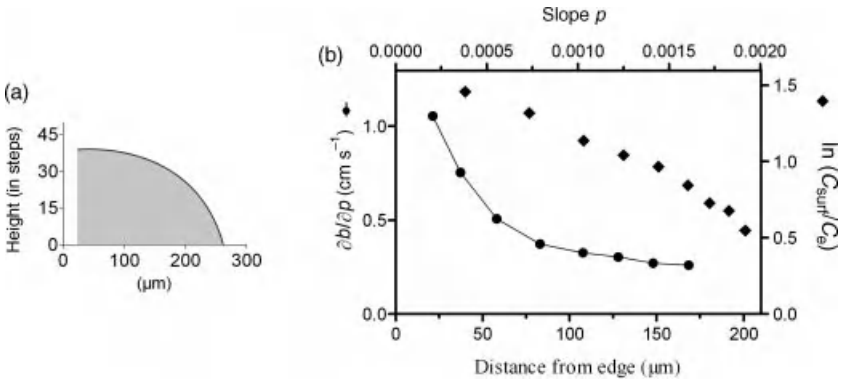 (a)
Height (in steps)
45
30
15
0
0 100 200 300
(µm)
(b)
Slope p
0.0000 0.0005 0.0010 0.0015 0.0020
∂b/∂p (cm s⁻¹)
1.0
0.5
0.0
1.5
1.0
0.5
0.0
ln (C_surf/C_e)
0 50 100 150 200
Distance from edge (µm)